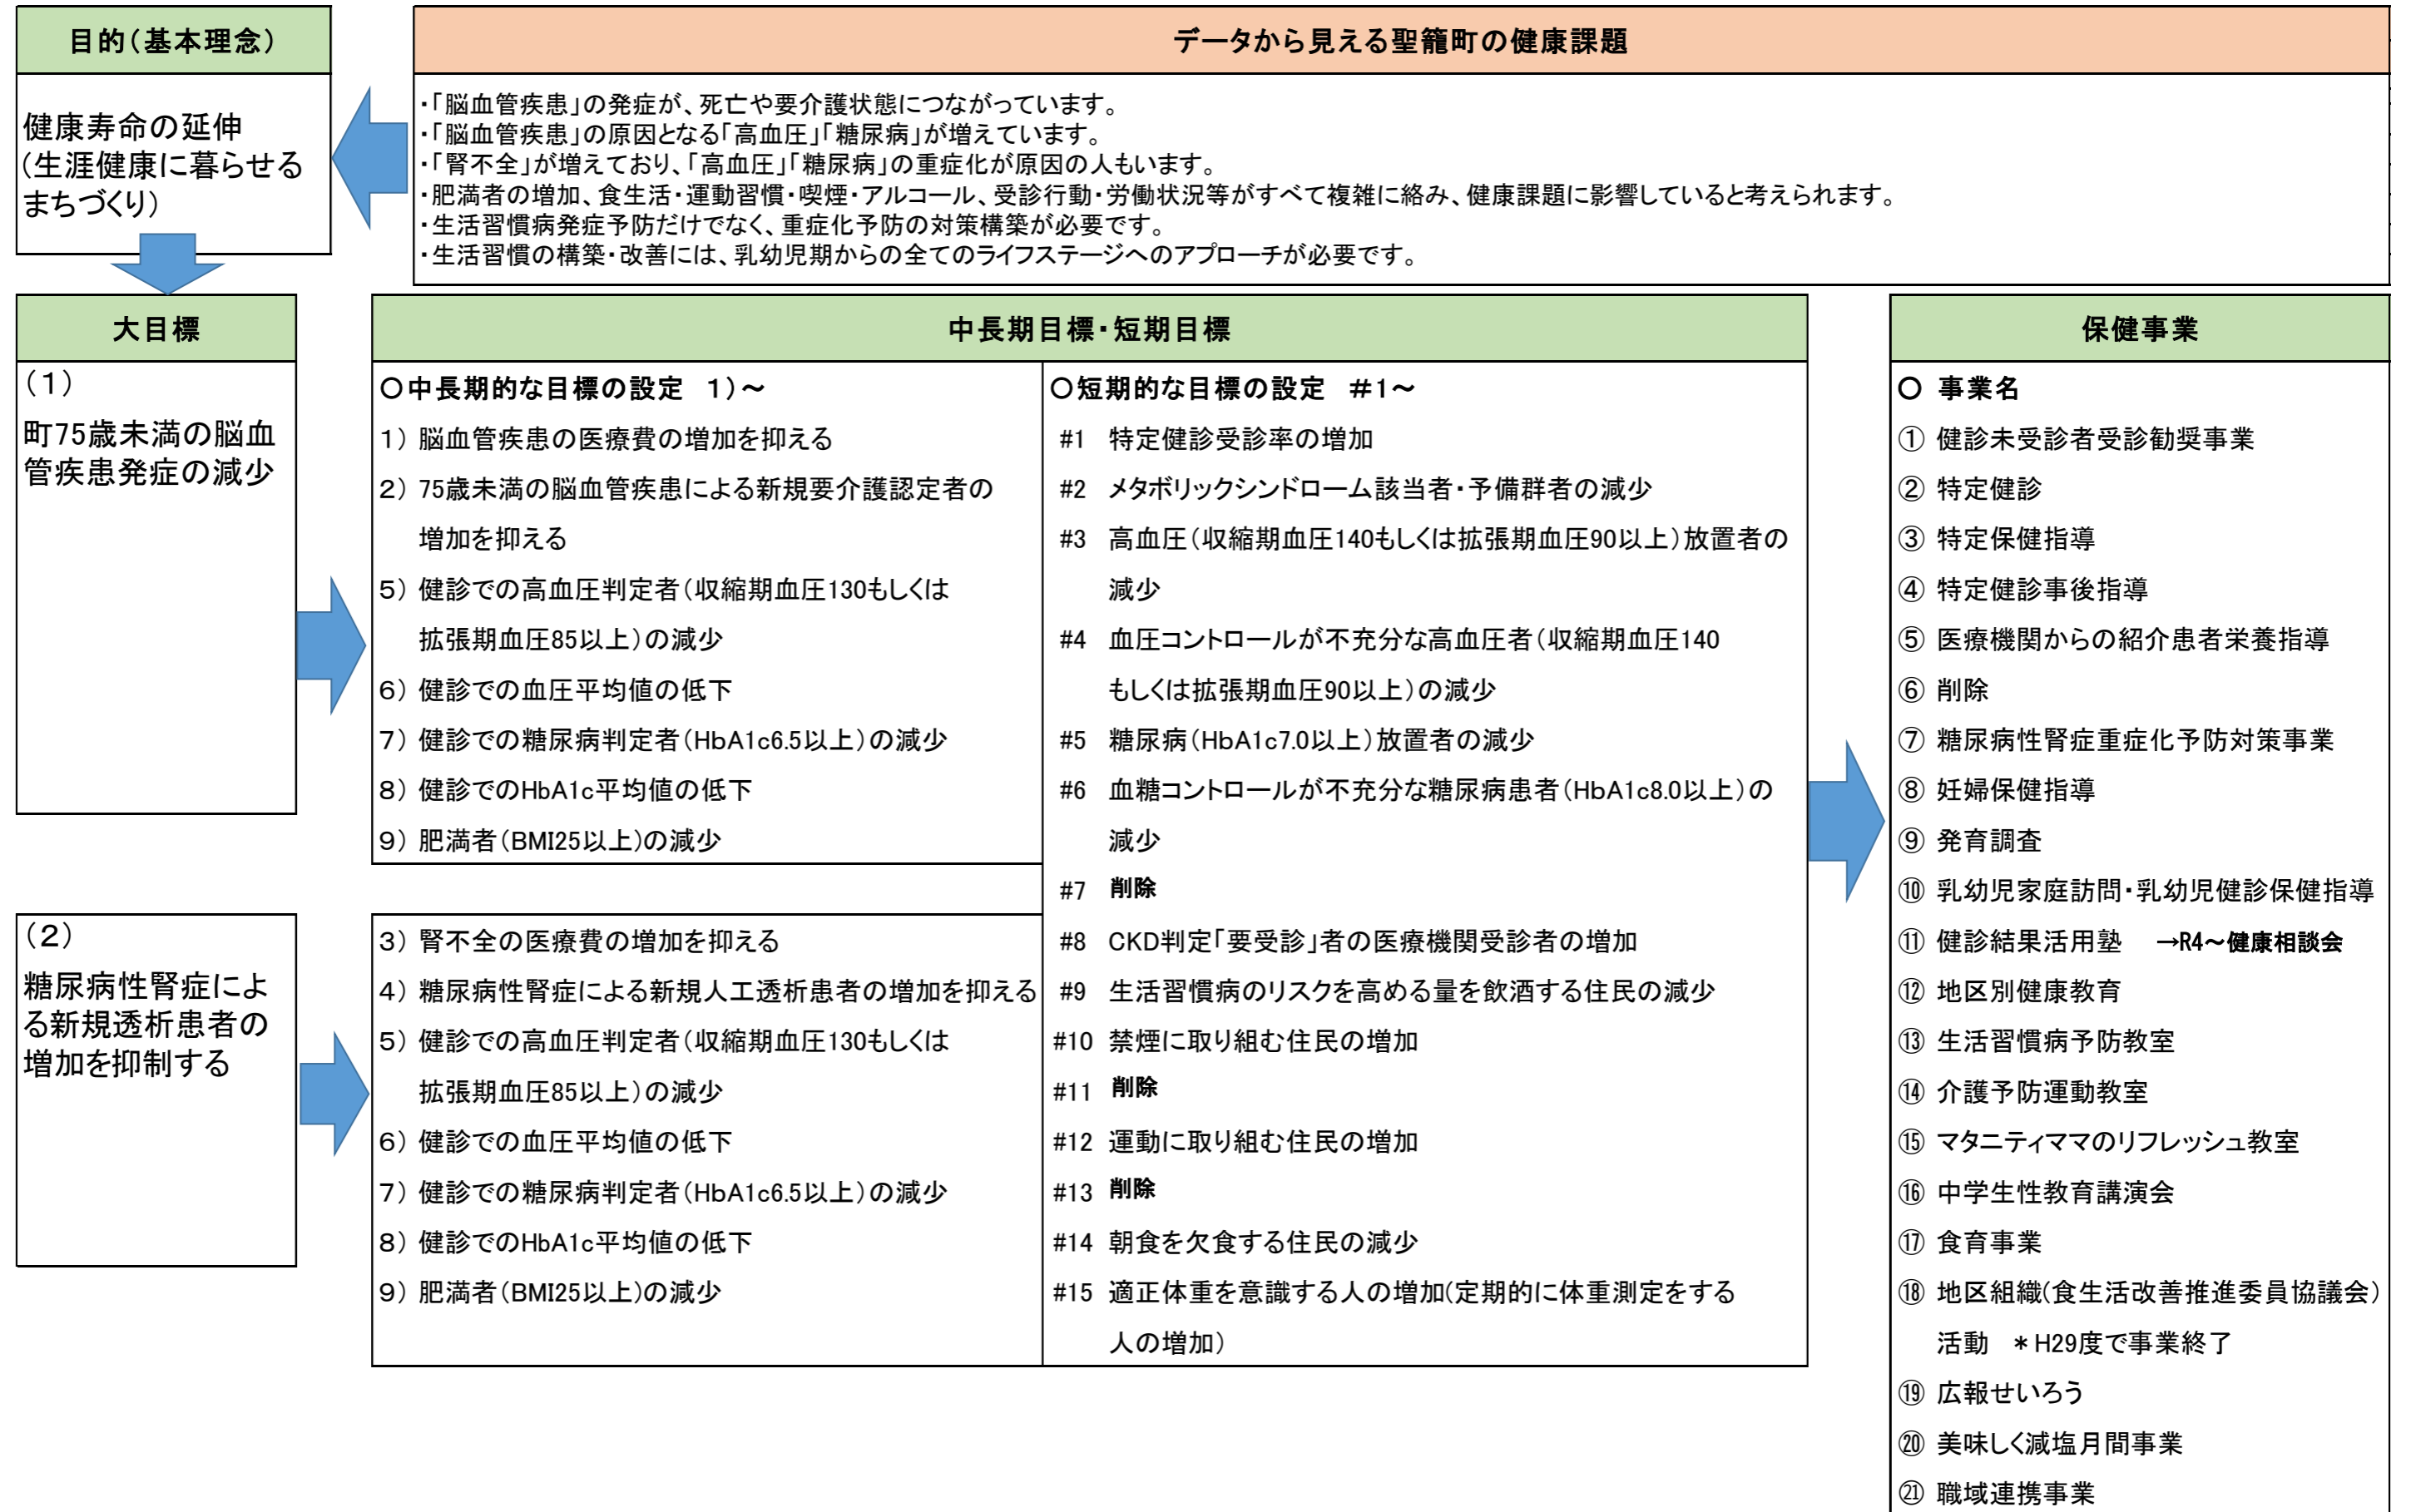 目的（基本理念）
健康寿命の延伸
（生涯健康に暮らせる
まちづくり）
データから見える聖籠町の健康課題
・「脳血管疾患」の発症が、死亡や要介護状態につながっています。
・「脳血管疾患」の原因となる「高血圧」「糖尿病」が増えています。
・「腎不全」が増えており、「高血圧」「糖尿病」の重症化が原因の人もいます。
・肥満者の増加、食生活・運動習慣・喫煙・アルコール、受診行動・労働状況等がすべて複雑に絡み、健康課題に影響していると考えられます。
・生活習慣病発症予防だけでなく、重症化予防の対策構築が必要です。
・生活習慣の構築・改善には、乳幼児期からの全てのライフステージへのアプローチが必要です。
大目標
（1）
町75歳未満の脳血
管疾患発症の減少
（2）
糖尿病性腎症によ
る新規透析患者の
増加を抑制する
中長期目標・短期目標
〇中長期的な目標の設定　1）～
1） 脳血管疾患の医療費の増加を抑える
2） 75歳未満の脳血管疾患による新規要介護認定者の
増加を抑える
5） 健診での高血圧判定者（収縮期血圧130もしくは
拡張期血圧85以上）の減少
6） 健診での血圧平均値の低下
7） 健診での糖尿病判定者（HbA1c6.5以上）の減少
8） 健診でのHbA1c平均値の低下
9） 肥満者（BMI25以上）の減少
3） 腎不全の医療費の増加を抑える
4） 糖尿病性腎症による新規人工透析患者の増加を抑える
5） 健診での高血圧判定者（収縮期血圧130もしくは
拡張期血圧85以上）の減少
6） 健診での血圧平均値の低下
7） 健診での糖尿病判定者（HbA1c6.5以上）の減少
8） 健診でのHbA1c平均値の低下
9） 肥満者（BMI25以上）の減少
〇短期的な目標の設定　＃1～
#1 特定健診受診率の増加
#2 メタボリックシンドローム該当者・予備群者の減少
#3 高血圧（収縮期血圧140もしくは拡張期血圧90以上）放置者の
減少
#4 血圧コントロールが不充分な高血圧者（収縮期血圧140
もしくは拡張期血圧90以上）の減少
#5 糖尿病（HbA1c7.0以上）放置者の減少
#6 血糖コントロールが不充分な糖尿病患者（HbA1c8.0以上）の
減少
#7 削除
#8 CKD判定「要受診」者の医療機関受診者の増加
#9 生活習慣病のリスクを高める量を飲酒する住民の減少
#10 禁煙に取り組む住民の増加
#11 削除
#12 運動に取り組む住民の増加
#13 削除
#14 朝食を欠食する住民の減少
#15 適正体重を意識する人の増加（定期的に体重測定をする
人の増加）
保健事業
〇 事業名
① 健診未受診者受診勧奨事業
② 特定健診
③ 特定保健指導
④ 特定健診事後指導
⑤ 医療機関からの紹介患者栄養指導
⑥ 削除
⑦ 糖尿病性腎症重症化予防対策事業
⑧ 妊婦保健指導
⑨ 発育調査
⑩ 乳幼児家庭訪問・乳幼児健診保健指導
⑪ 健診結果活用塾　→R4～健康相談会
⑫ 地区別健康教育
⑬ 生活習慣病予防教室
⑭ 介護予防運動教室
⑮ マタニティママのリフレッシュ教室
⑯ 中学生性教育講演会
⑰ 食育事業
⑱ 地区組織（食生活改善推進委員協議会）
活動　＊H29度で事業終了
⑲ 広報せいろう
⑳ 美味しく減塩月間事業
㉑ 職域連携事業